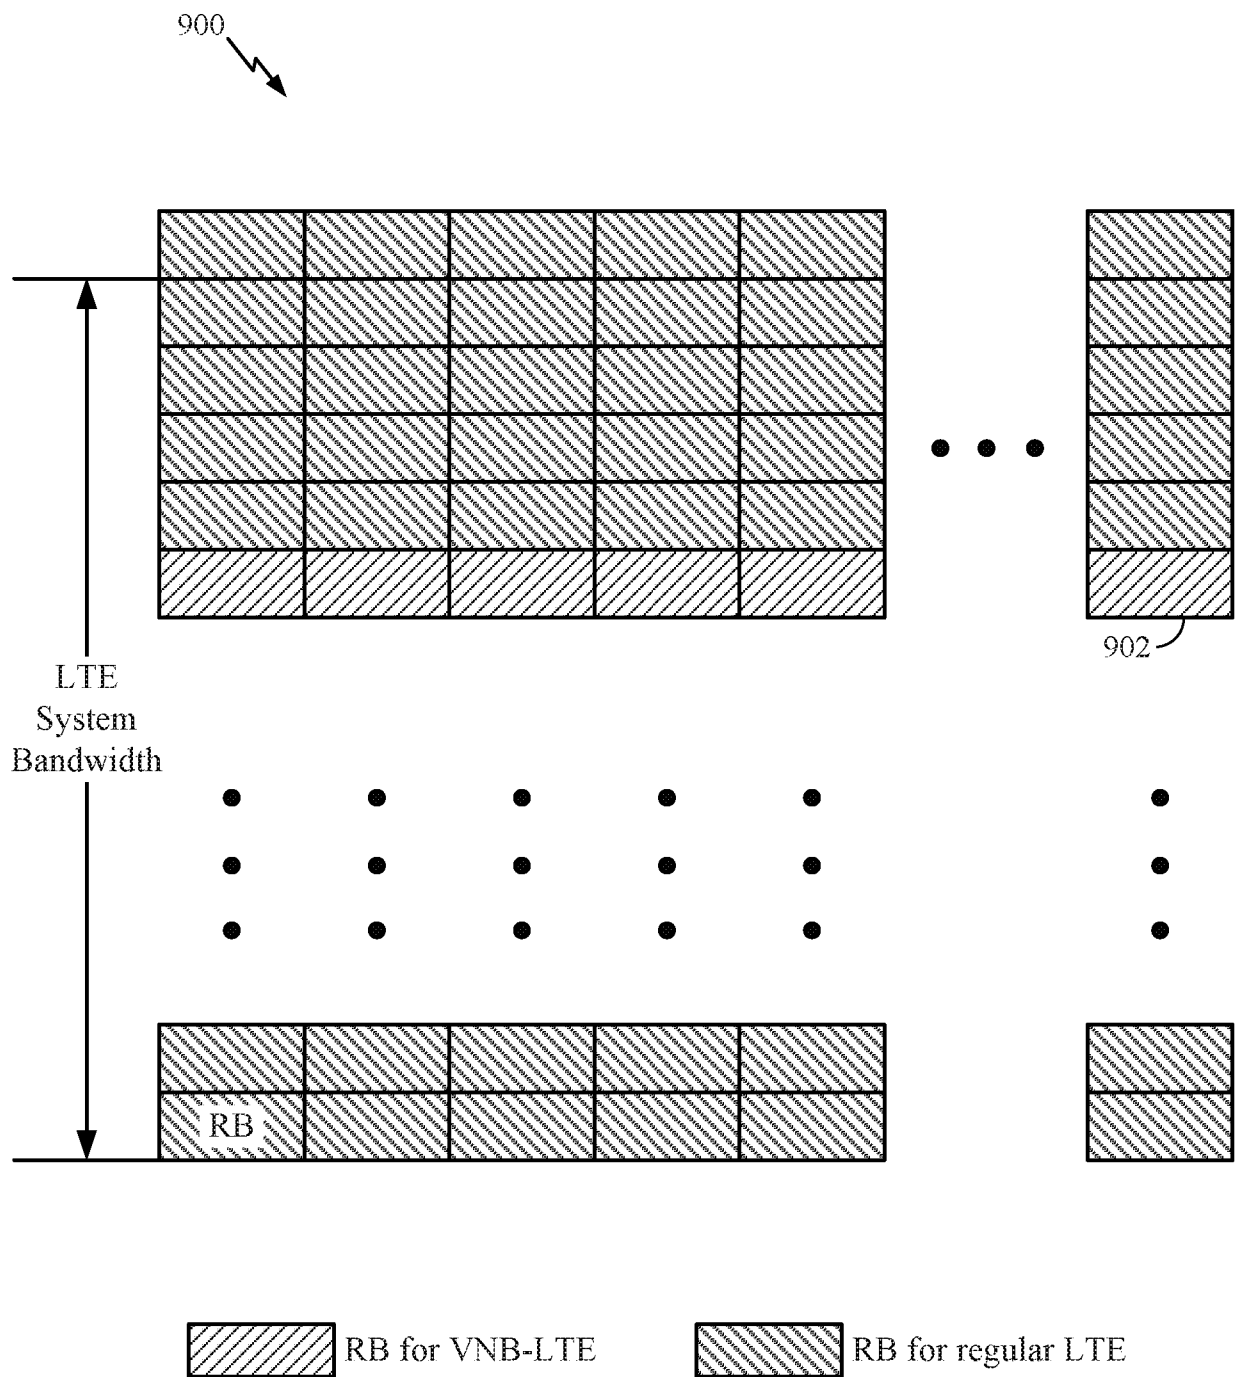 900
902
LTE
System
Bandwidth
RB
RB for VNB-LTE
RB for regular LTE